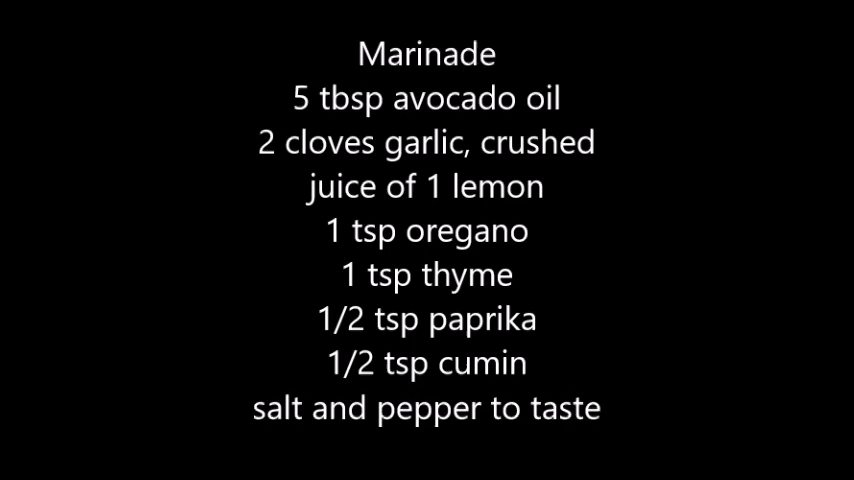 Marinade
5 tbsp avocado oil
2 cloves garlic, crushed
juice of 1 lemon
1 tsp oregano
1 tsp thyme
1/2 tsp paprika
1/2 tsp cumin
salt and pepper to taste